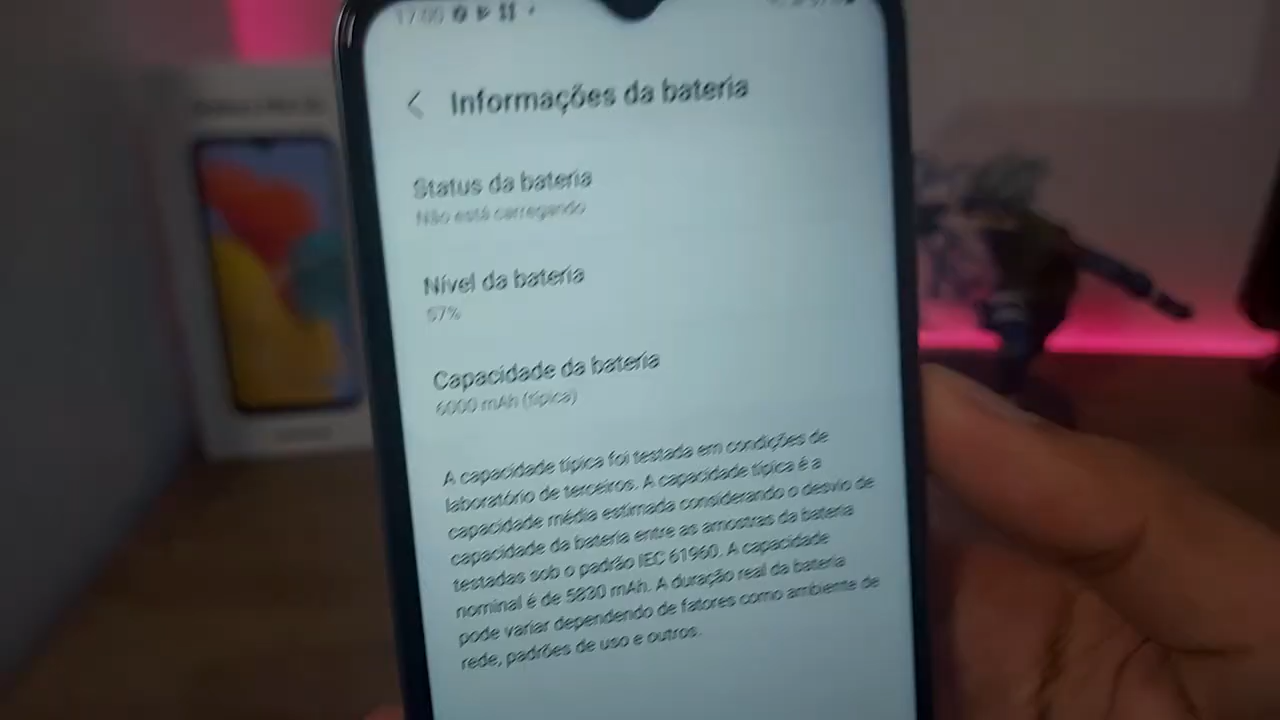 Informações da bateria
Status da bateria
Não está carregando
Nível da bateria
57%
Capacidade da bateria
6000 mAh (típica)
A capacidade típica foi testada em condições de
laboratório de terceiros. A capacidade típica é a
capacidade média estimada considerando o desvio de
capacidade da bateria entre as amostras da bateria
testadas sob o padrão IEC 61960. A capacidade
nominal é de 5830 mAh. A duração real da bateria
pode variar dependendo de fatores como ambiente de
rede, padrões de uso e outros.